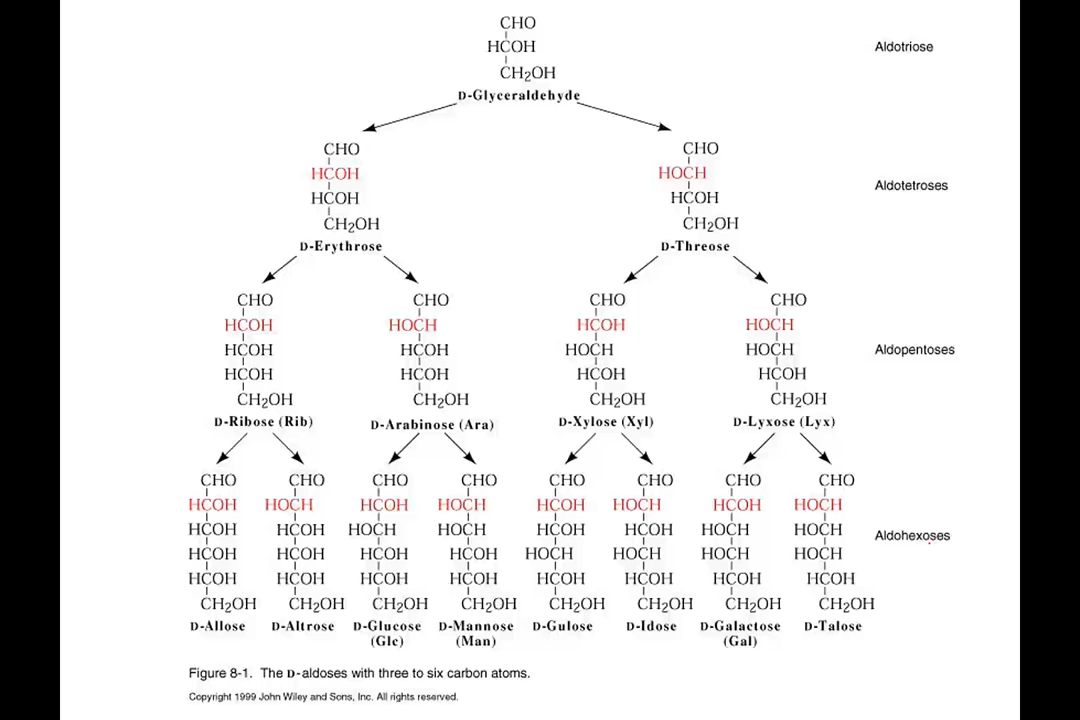 CHO
HCOH
CH2OH
D-Glyceraldehyde
Aldotriose
CHO CHO
HCOH HOCH
HCOH HCOH
CH2OH CH2OH
D-Erythrose D-Threose
Aldotetroses
CHO CHO CHO CHO
HCOH HOCH HCOH HOCH
HCOH HCOH HOCH HOCH
HCOH HCOH HCOH HCOH
CH2OH CH2OH CH2OH CH2OH
D-Ribose (Rib) D-Arabinose (Ara) D-Xylose (Xyl) D-Lyxose (Lyx)
Aldopentoses
CHO CHO CHO CHO CHO CHO CHO CHO
HCOH HOCH HCOH HOCH HCOH HOCH HCOH HOCH
HCOH HCOH HOCH HOCH HCOH HCOH HOCH HOCH
HCOH HCOH HCOH HCOH HOCH HOCH HOCH HOCH
HCOH HCOH HCOH HCOH HCOH HCOH HCOH HCOH
CH2OH CH2OH CH2OH CH2OH CH2OH CH2OH CH2OH CH2OH
D-Allose D-Altrose D-Glucose D-Mannose D-Gulose D-Idose D-Galactose D-Talose
(Glc) (Man) (Gal)
Aldohexoses
Figure 8-1. The D-aldoses with three to six carbon atoms.
Copyright 1999 John Wiley and Sons, Inc. All rights reserved.